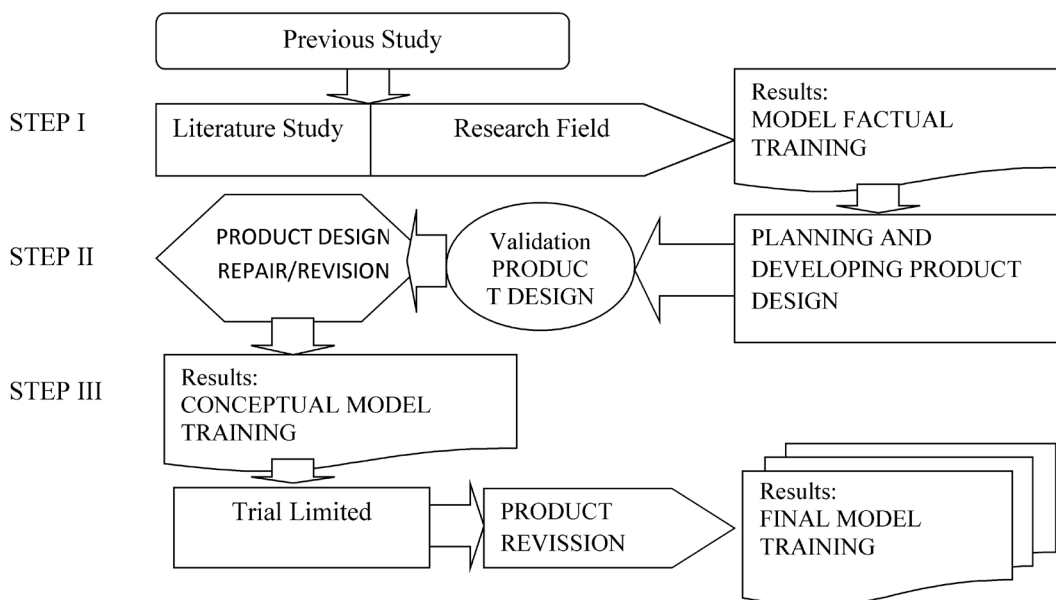 Previous Study
STEP I
Literature Study
Research Field
Results:
MODEL FACTUAL
TRAINING
STEP II
PRODUCT DESIGN
REPAIR/REVISION
Validation
PRODUC
T DESIGN
PLANNING AND
DEVELOPING PRODUCT
DESIGN
STEP III
Results:
CONCEPTUAL MODEL
TRAINING
Trial Limited
PRODUCT
REVISSION
Results:
FINAL MODEL
TRAINING